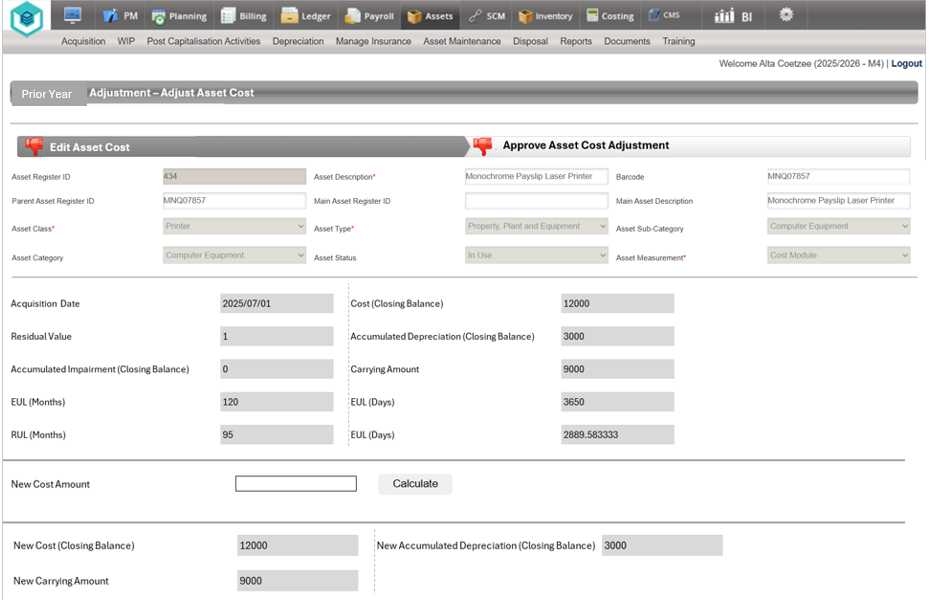 PM Planning Billing Ledger Payroll Assets SCM Inventory Costing CMS BI
Acquisition WIP Post Capitalisation Activities Depreciation Manage Insurance Asset Maintenance Disposal Reports Documents Training
Welcome Alta Coetzee (2025/2026 - M4) | Logout
Prior Year Adjustment – Adjust Asset Cost
Edit Asset Cost Approve Asset Cost Adjustment
Asset Register ID 434 Asset Description* Monochrome Payslip Laser Printer Barcode MNQ07857
Parent Asset Register ID MNQ07857 Main Asset Register ID Main Asset Description Monochrome Payslip Laser Printer
Asset Class* Printer Asset Type* Property, Plant and Equipment Asset Sub-Category Computer Equipment
Asset Category Computer Equipment Asset Status In Use Asset Measurement* Cost Module
Acquisition Date 2025/07/01 Cost (Closing Balance) 12000
Residual Value 1 Accumulated Depreciation (Closing Balance) 3000
Accumulated Impairment (Closing Balance) 0 Carrying Amount 9000
EUL (Months) 120 EUL (Days) 3650
RUL (Months) 95 EUL (Days) 2889.583333
New Cost Amount Calculate
New Cost (Closing Balance) 12000 New Accumulated Depreciation (Closing Balance) 3000
New Carrying Amount 9000